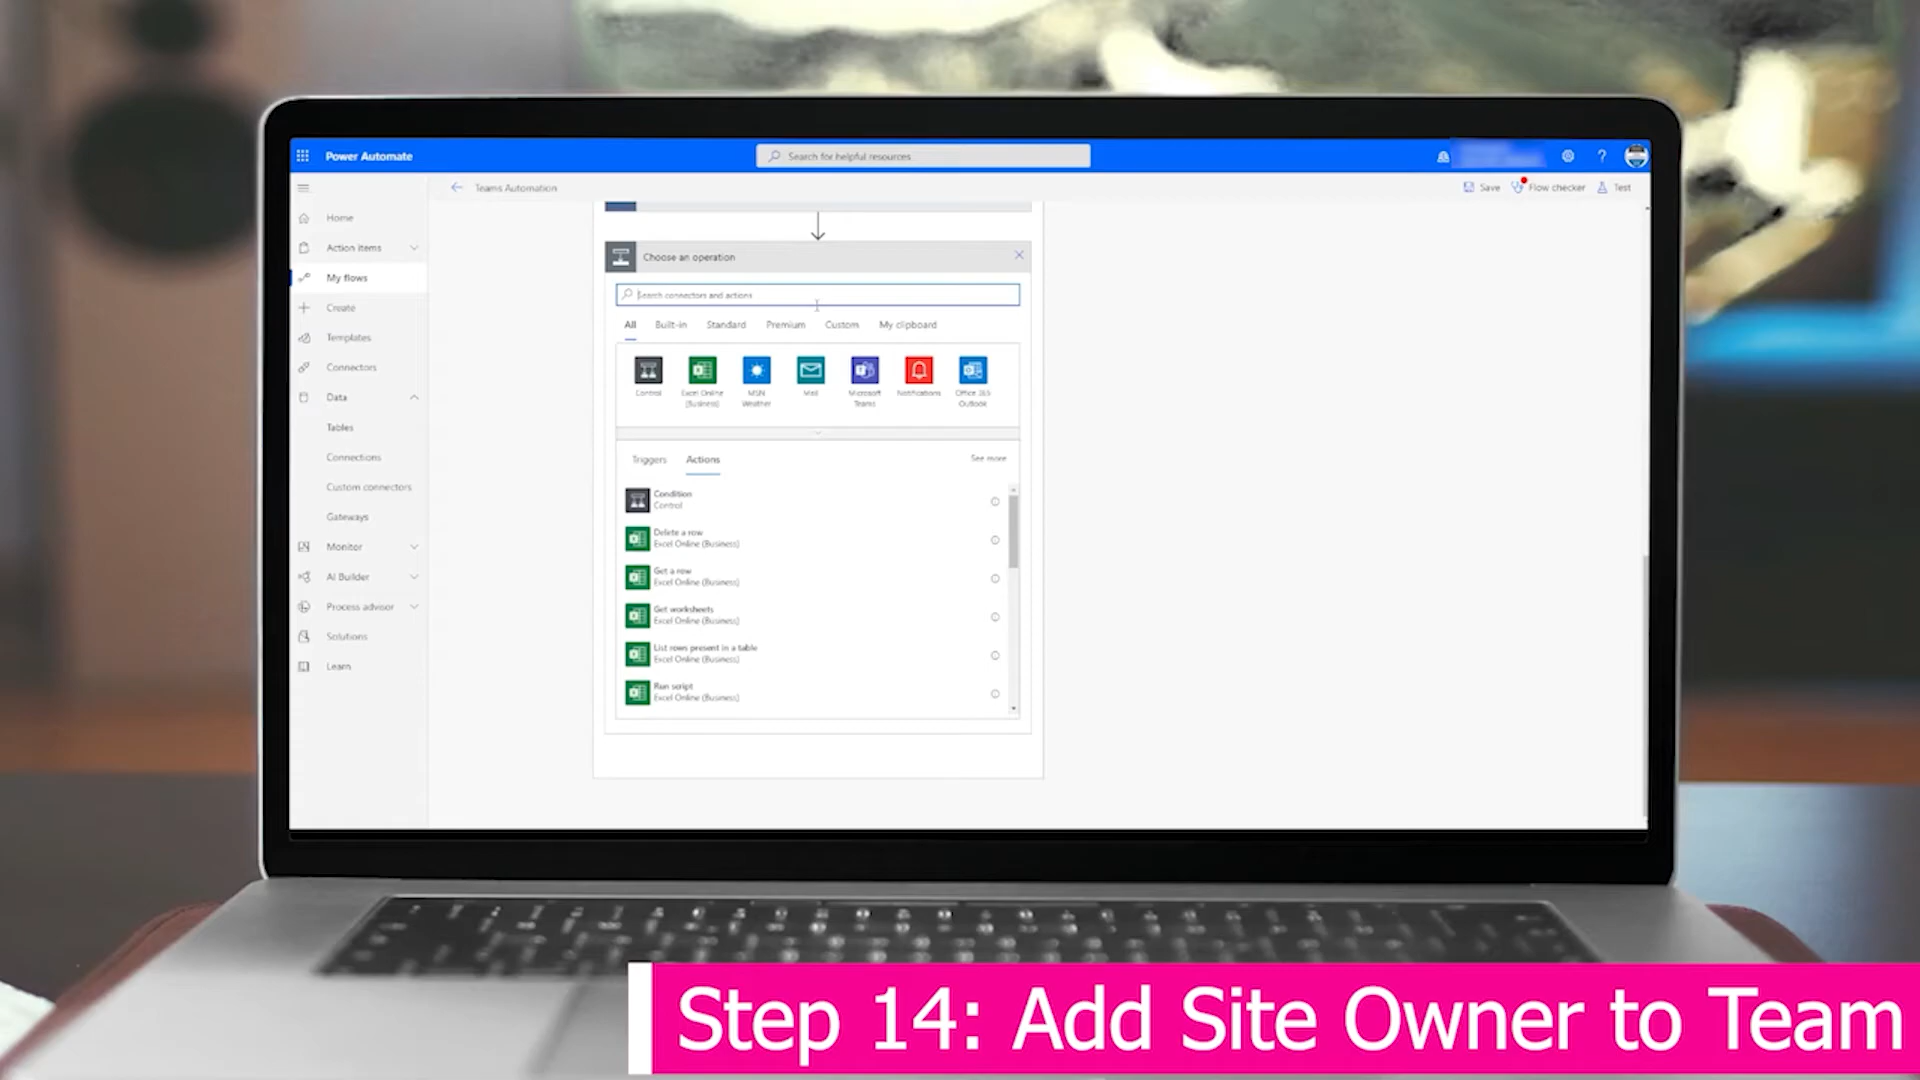 Power Automate
Search for helpful resources
?
Teams Automation
Save
Flow checker
Test
Home
Action items
My flows
Create
Templates
Connectors
Data
Tables
Connections
Custom connectors
Gateways
Monitor
AI Builder
Process advisor
Solutions
Learn
Choose an operation
Search connectors and actions
All
Built-in
Standard
Premium
Custom
My clipboard
Control
Excel Online
(Business)
MSN
Weather
Mail
Microsoft
Teams
Notifications
Office 365
Outlook
Triggers
Actions
See more
Condition
Control
Delete a row
Excel Online (Business)
Get a row
Excel Online (Business)
Get worksheets
Excel Online (Business)
List rows present in a table
Excel Online (Business)
Run script
Excel Online (Business)
Step 14: Add Site Owner to Team